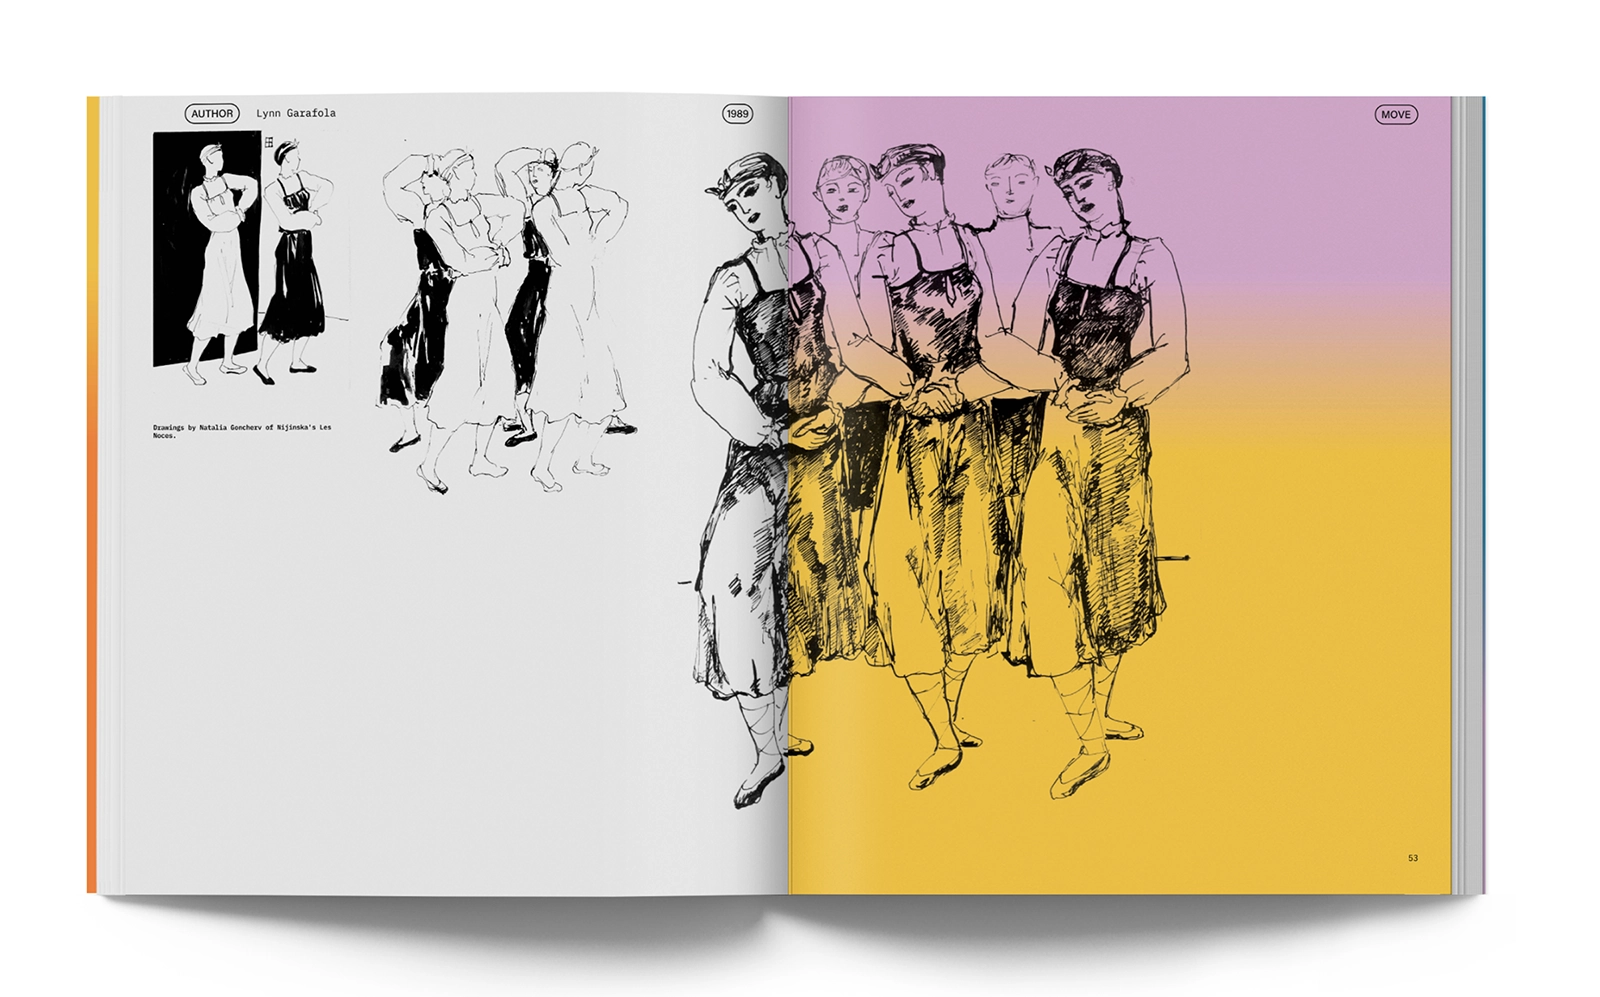 AUTHOR Lynn Garafola 1989 MOVE
Drawings by Natalia Goncherv of Nijinska's Les
Noces.
53